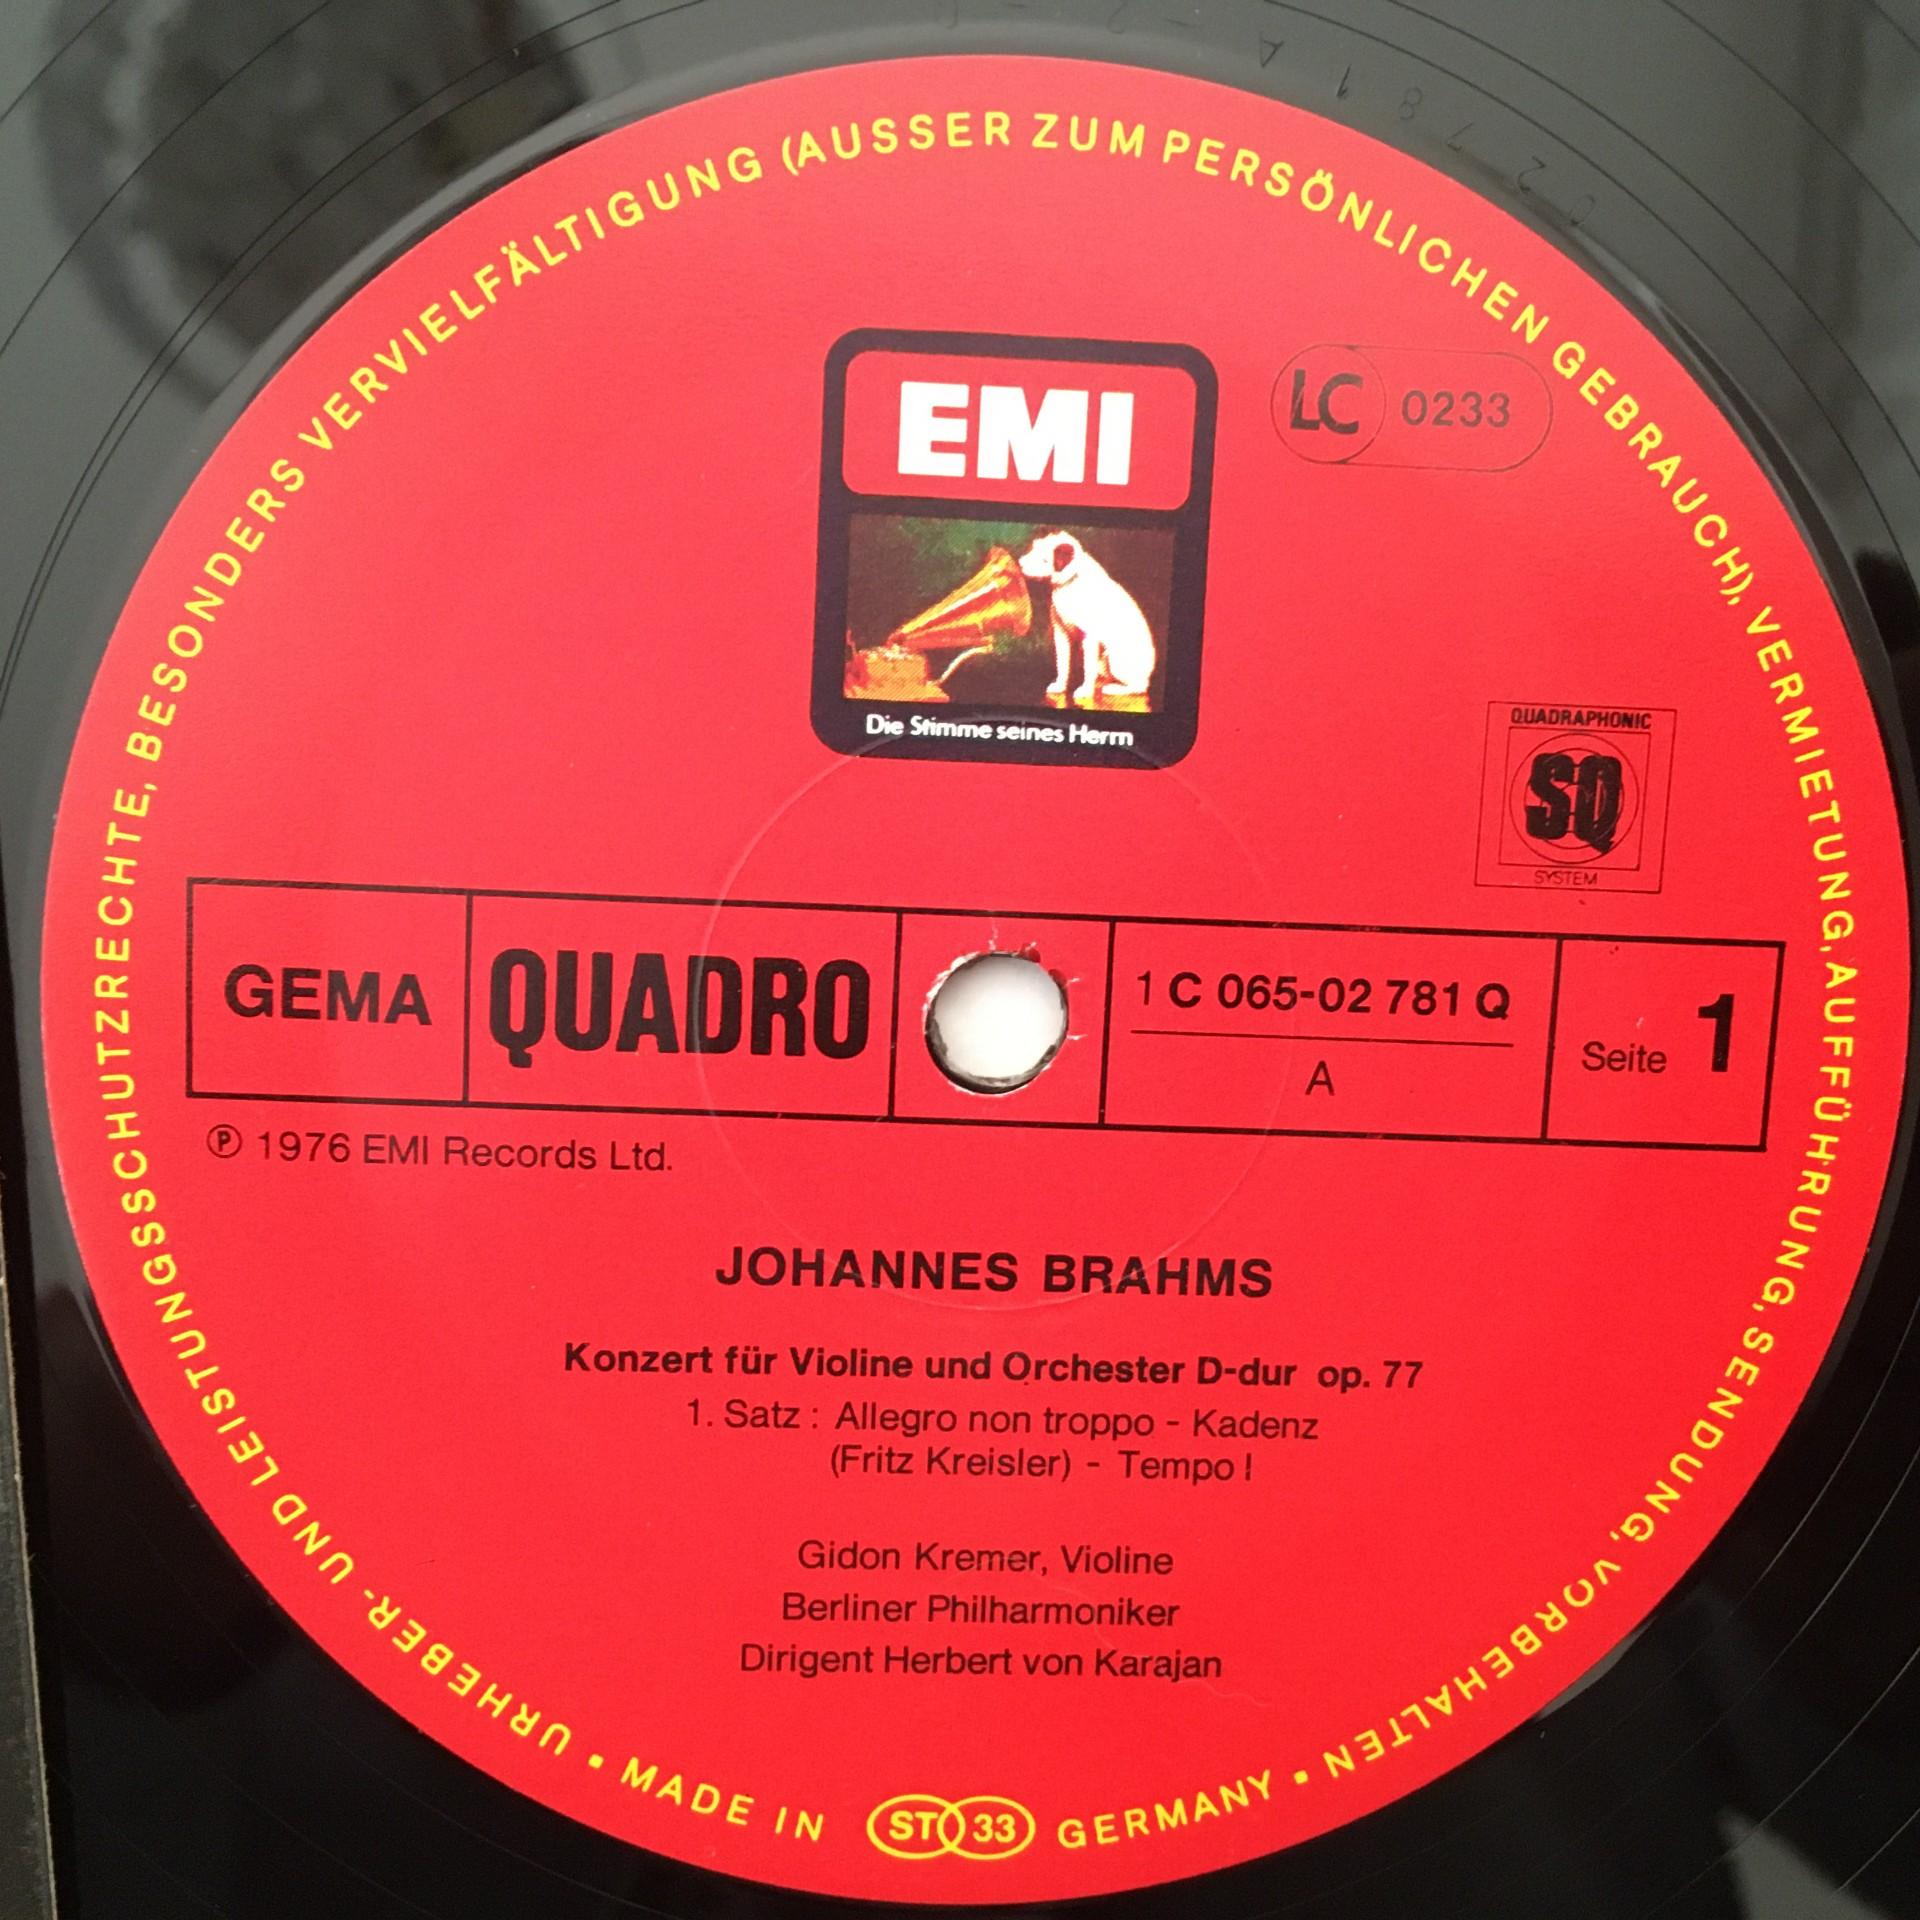 URHEBER- UND LEISTUNGSSCHUTZRECHTE, BESONDERS VERVIELFÄLTIGUNG (AUSSER ZUM PERSÖNLICHEN GEBRAUCH), VERMIETUNG, AUFFÜHRUNG, SENDUNG, VORBEHALTEN
EMI
LC 0233
Die Stimme seines Herrn
QUADRAPHONIC
SQ
SYSTEM
GEMA
QUADRO
1 C 065-02 781 Q
A
Seite 1
℗ 1976 EMI Records Ltd.
JOHANNES BRAHMS
Konzert für Violine und Orchester D-dur op. 77
1. Satz : Allegro non troppo - Kadenz
(Fritz Kreisler) - Tempo I
Gidon Kremer, Violine
Berliner Philharmoniker
Dirigent Herbert von Karajan
• MADE IN ST 33 GERMANY •